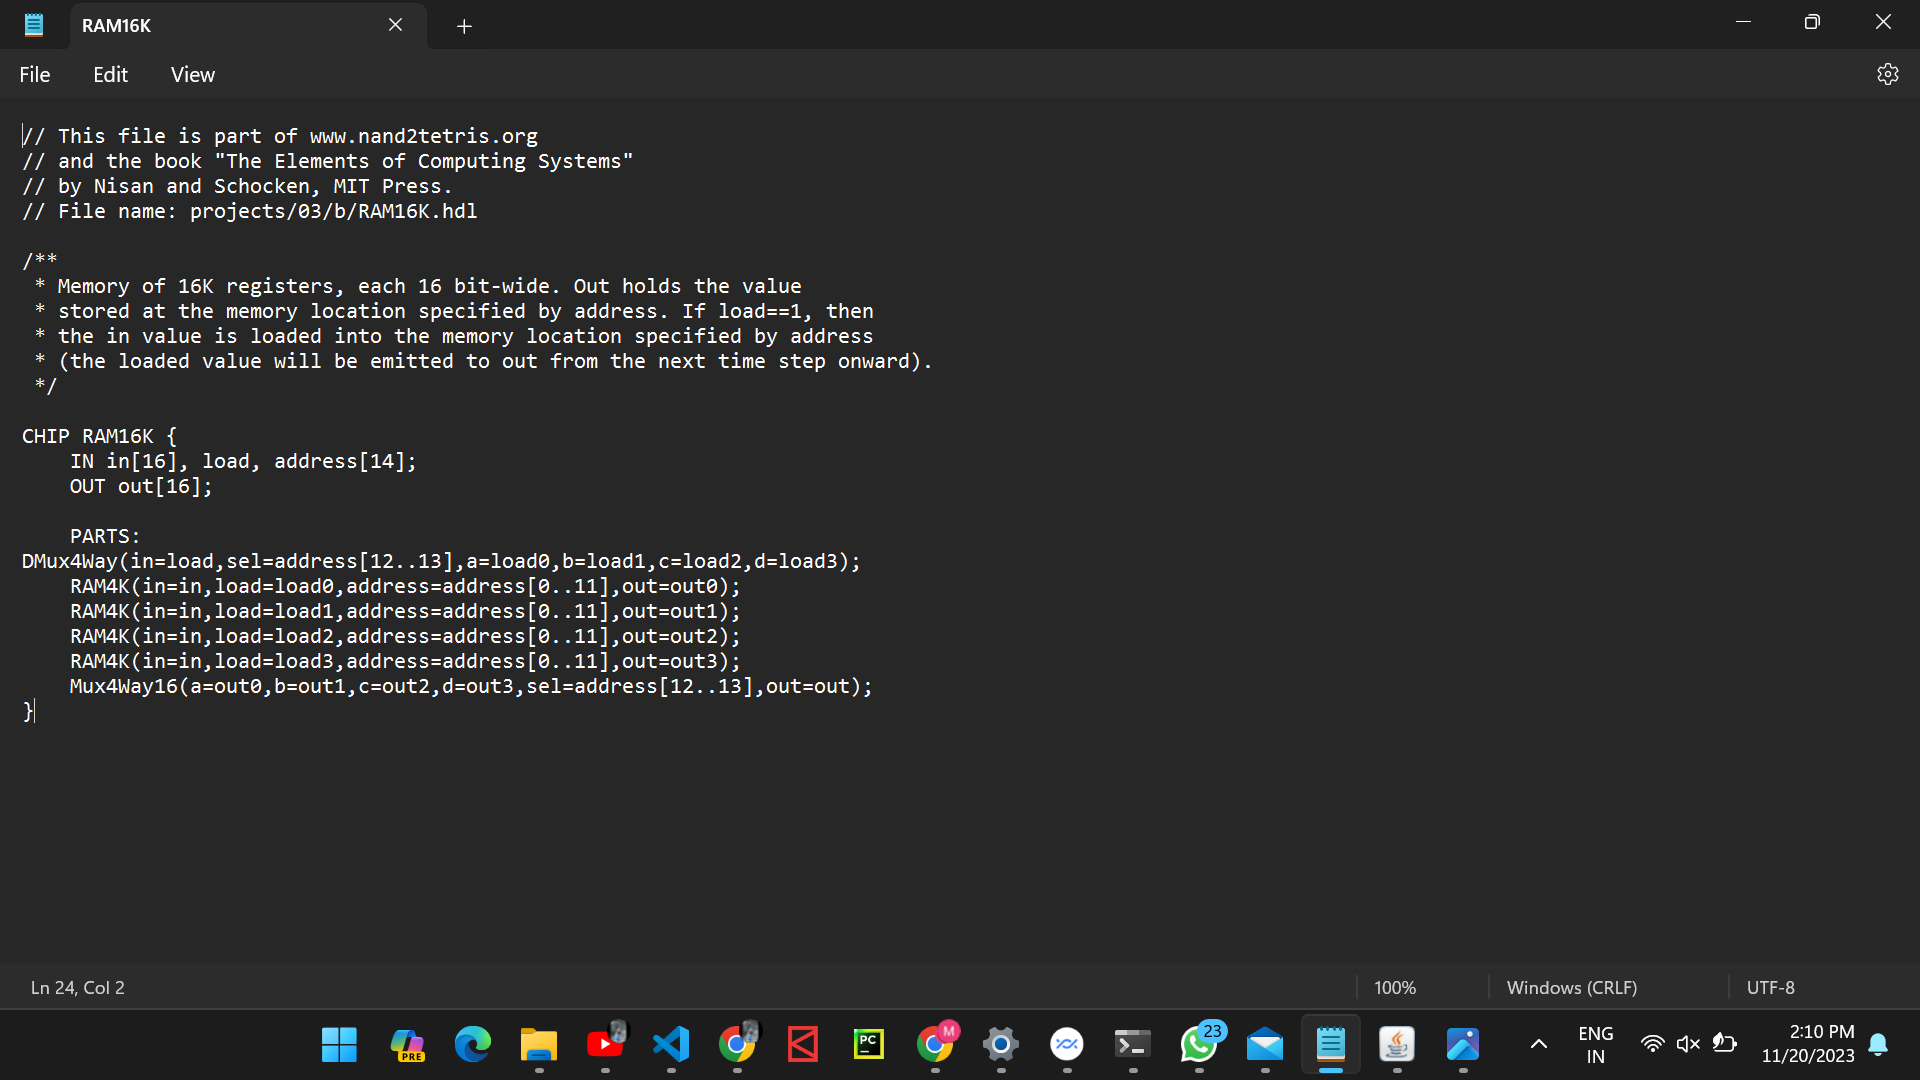 RAM16K
File Edit View
// This file is part of www.nand2tetris.org
// and the book "The Elements of Computing Systems"
// by Nisan and Schocken, MIT Press.
// File name: projects/03/b/RAM16K.hdl
/**
 * Memory of 16K registers, each 16 bit-wide. Out holds the value
 * stored at the memory location specified by address. If load==1, then
 * the in value is loaded into the memory location specified by address
 * (the loaded value will be emitted to out from the next time step onward).
 */
CHIP RAM16K {
    IN in[16], load, address[14];
    OUT out[16];
    PARTS:
DMux4Way(in=load,sel=address[12..13],a=load0,b=load1,c=load2,d=load3);
    RAM4K(in=in,load=load0,address=address[0..11],out=out0);
    RAM4K(in=in,load=load1,address=address[0..11],out=out1);
    RAM4K(in=in,load=load2,address=address[0..11],out=out2);
    RAM4K(in=in,load=load3,address=address[0..11],out=out3);
    Mux4Way16(a=out0,b=out1,c=out2,d=out3,sel=address[12..13],out=out);
}
Ln 24, Col 2 100% Windows (CRLF) UTF-8
PRE
PC
M
23
ENG
IN
2:10 PM
11/20/2023